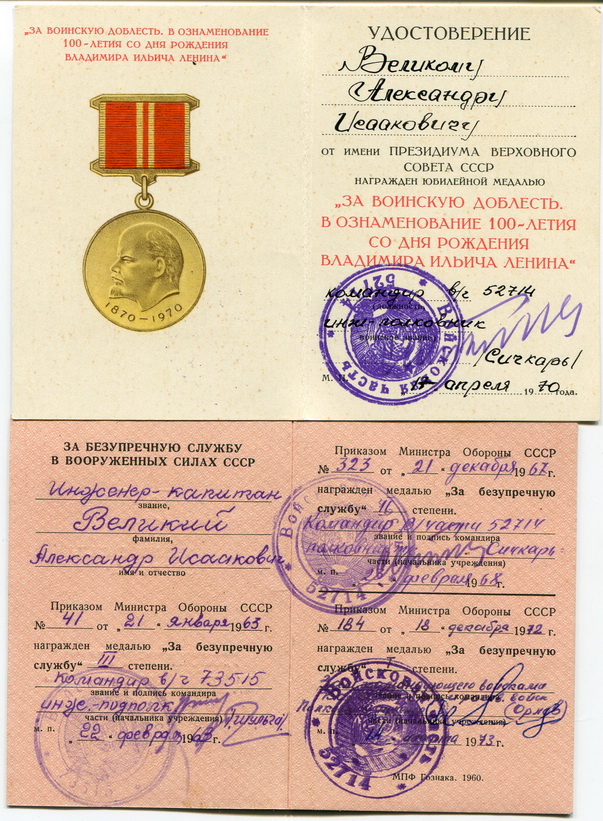 „ЗА ВОИНСКУЮ ДОБЛЕСТЬ. В ОЗНАМЕНОВАНИЕ
100-ЛЕТИЯ СО ДНЯ РОЖДЕНИЯ
ВЛАДИМИРА ИЛЬИЧА ЛЕНИНА“
1870–1970
УДОСТОВЕРЕНИЕ
Великому
Александру
Исааковичу
ОТ ИМЕНИ ПРЕЗИДИУМА ВЕРХОВНОГО
СОВЕТА СССР
НАГРАЖДЕН ЮБИЛЕЙНОЙ МЕДАЛЬЮ
„ЗА ВОИНСКУЮ ДОБЛЕСТЬ.
В ОЗНАМЕНОВАНИЕ 100-ЛЕТИЯ
СО ДНЯ РОЖДЕНИЯ
ВЛАДИМИРА ИЛЬИЧА ЛЕНИНА“
командир в/ч 52714
инж-полковник
/Сичкарь/
М. П. апреля 1970 года.
Войсковая часть 52714
ЗА БЕЗУПРЕЧНУЮ СЛУЖБУ
В ВООРУЖЕННЫХ СИЛАХ СССР
Инженер-капитан
звание,
Великий
фамилия,
Александр Исаакович
имя и отчество
Приказом Министра Обороны СССР
№ 41 от „21“ января 1963 г.
награжден медалью „За безупречную
службу“ III степени.
Командир в/ч 73515
звание и подпись командира
инж.-подполк
части (начальника учреждения)
м. п. „22“ февраля 1963 г.
Приказом Министра Обороны СССР
№ 323 от „21“ декабря 1967 г.
награжден медалью „За безупречную
службу“ II степени.
Командир в/части 52714
звание и подпись командира
полковник Сичкарь
части (начальника учреждения)
м. п. февраля 1968 г.
Войсковая 52714
Приказом Министра Обороны СССР
№ 184 от „18“ декабря 1972 г.
награжден медалью „За безупречную
службу“ степени.
части (начальника учреждения)
м. п. 1973 г.
Войсковая часть 52714
МПФ Гознака. 1960.